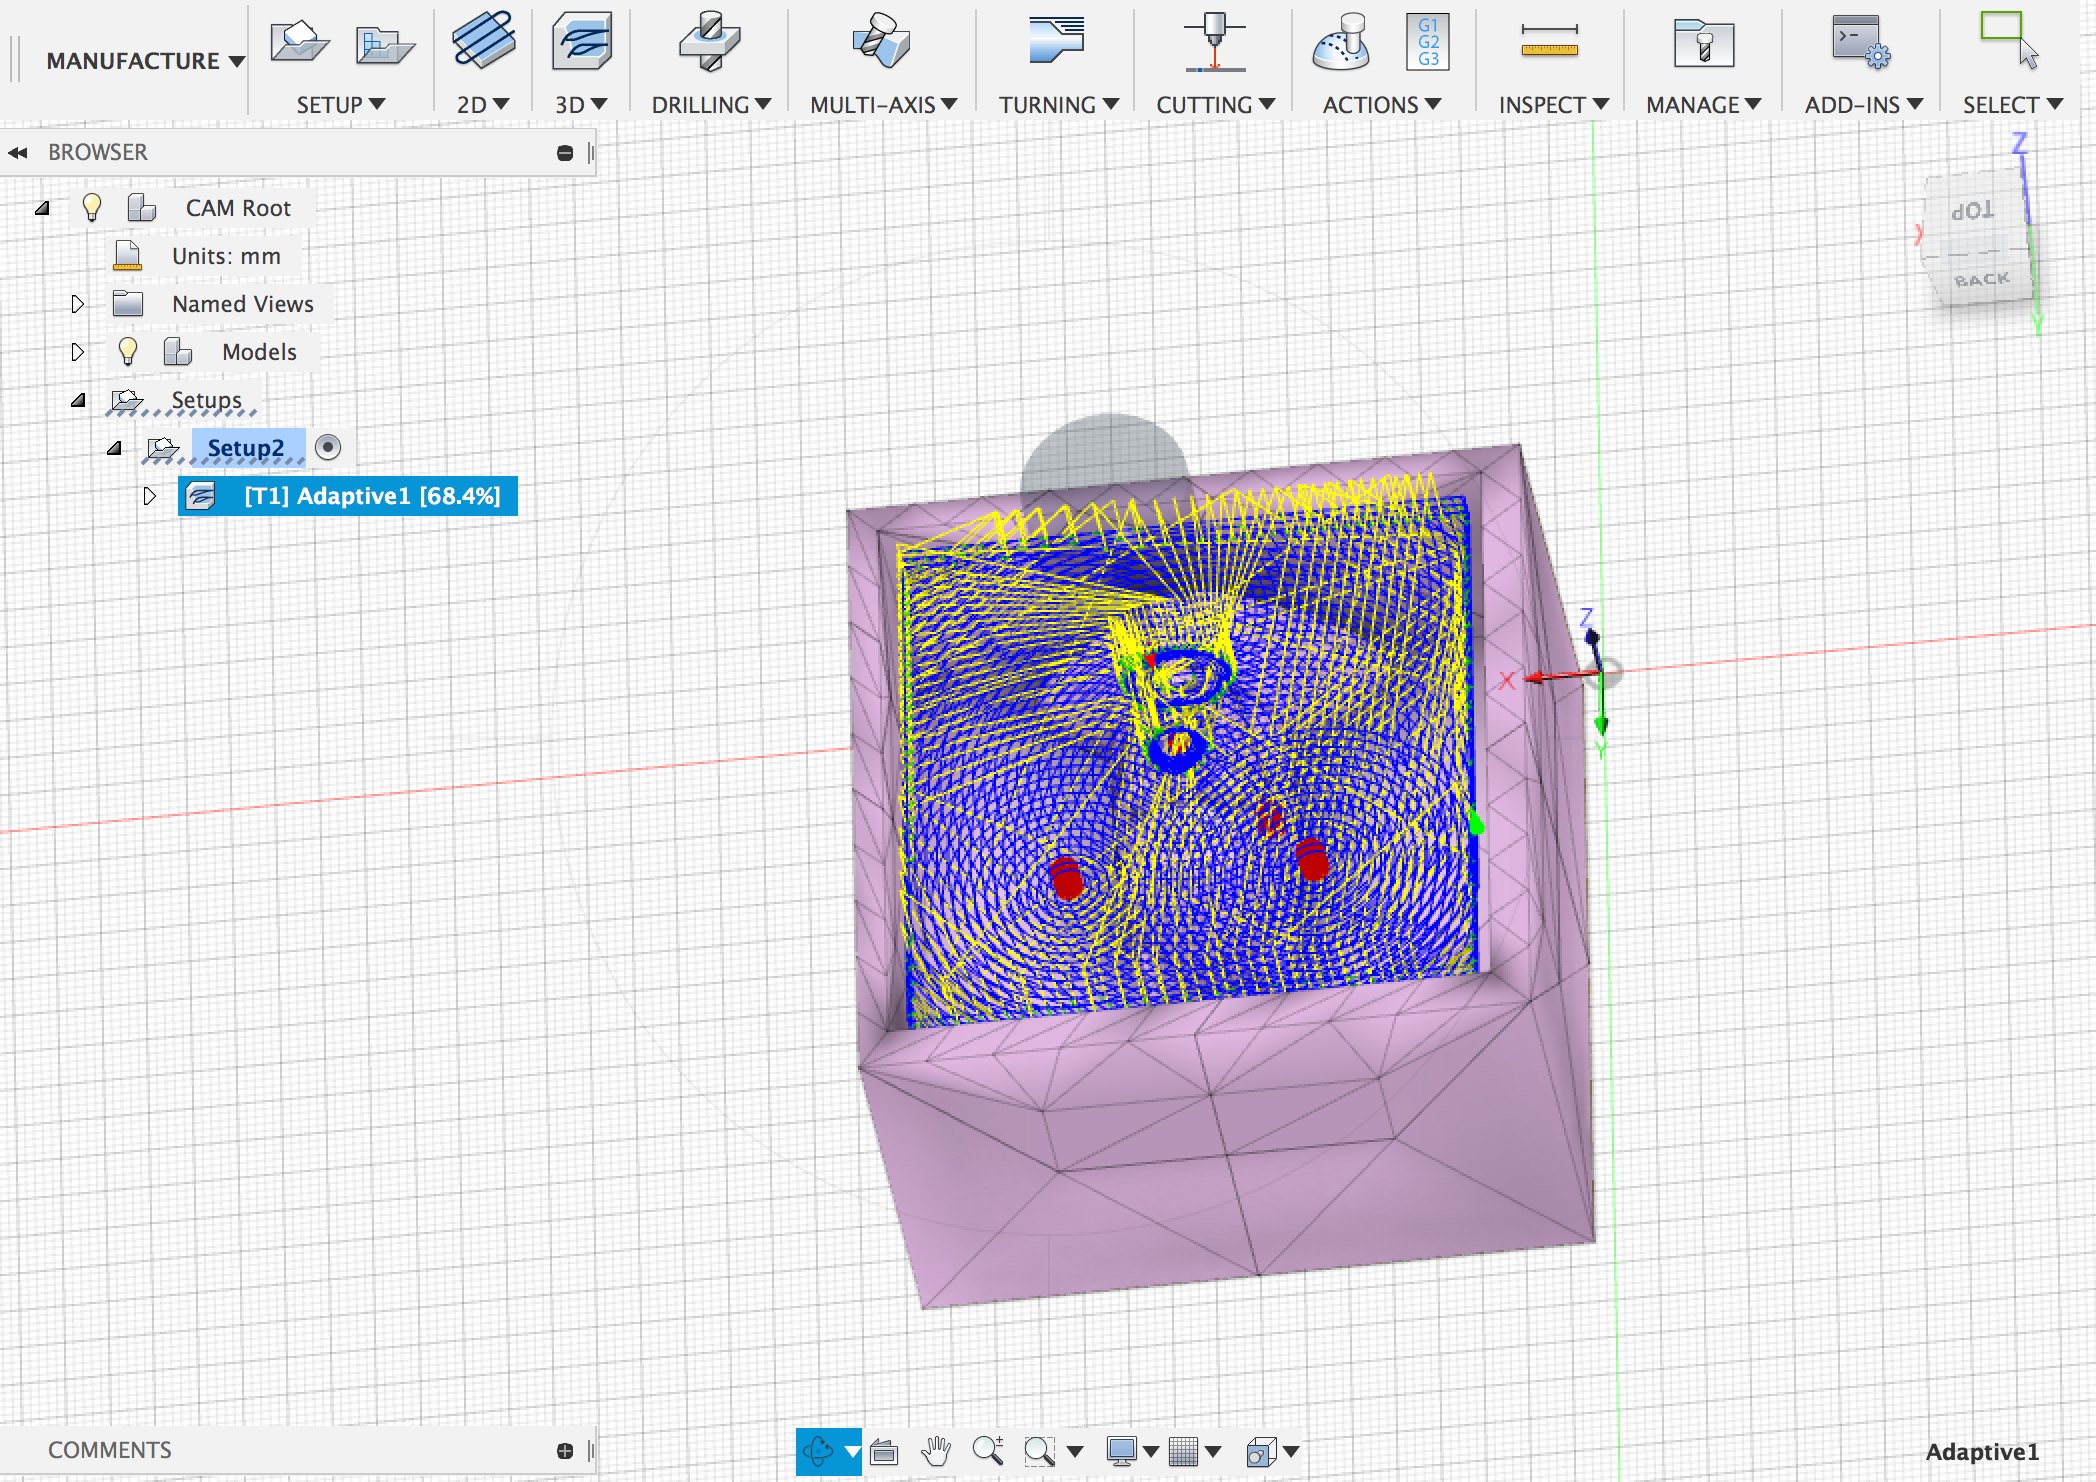 MANUFACTURE
SETUP
2D
3D
DRILLING
MULTI-AXIS
TURNING
CUTTING
G1
G2
G3
ACTIONS
INSPECT
MANAGE
ADD-INS
SELECT
BROWSER
CAM Root
Units: mm
Named Views
Models
Setups
Setup2
[T1] Adaptive1 [68.4%]
Z
TOP
X
BACK
Y
Z
X
Y
COMMENTS
Adaptive1